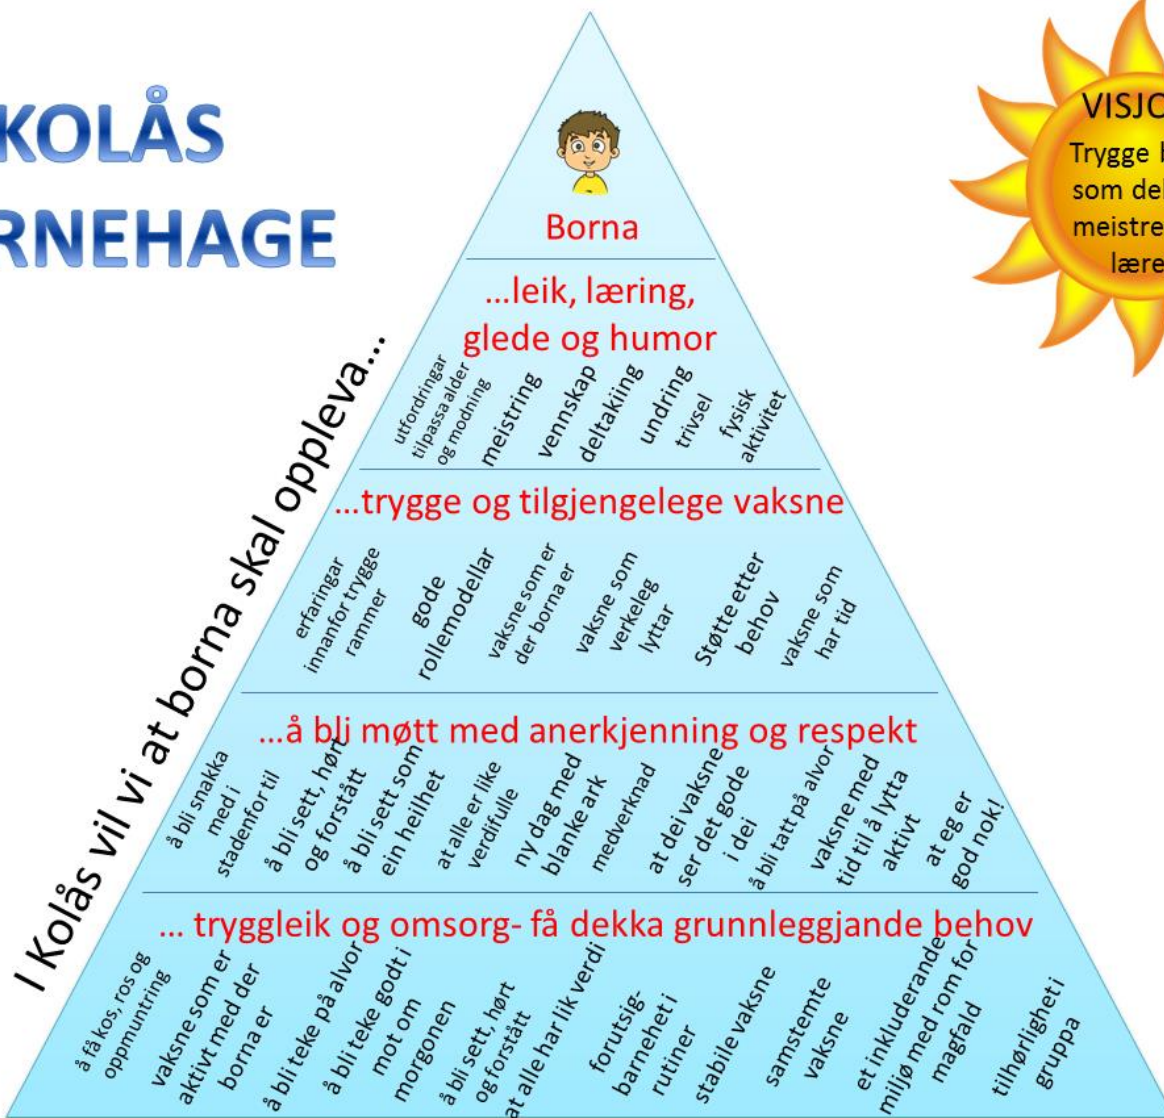 KOLÅS
RNEHAGE
VISJO
Trygge b
som del
meistre
lære
I Kolås vil vi at borna skal oppleva...
Borna
...leik, læring,
glede og humor
utfordringar
tilpassa alder
og modning
meistring
vennskap
deltakiing
undring
trivsel
fysisk
aktivitet
...trygge og tilgjengelege vaksne
erfaringar
innanfor trygge
rammer
gode
rollemodellar
vaksne som er
der borna er
vaksne som
verkeleg
lyttar
Støtte etter
behov
vaksne som
har tid
...å bli møtt med anerkjenning og respekt
å bli snakka
med i
stadenfor til
å bli sett, hørt
og forstått
å bli sett som
ein heilhet
at alle er like
verdifulle
ny dag med
blanke ark
medverknad
at dei vaksne
ser det gode
i dei
å bli tatt på alvor
vaksne med
tid til å lytta
aktivt
at eg er
god nok!
... tryggleik og omsorg- få dekka grunnleggjande behov
å få kos, ros og
oppmuntring
vaksne som er
aktivt med der
borna er
å bli teke på alvor
å bli teke godt i
mot om
morgonen
å bli sett, hørt
og forstått
at alle har lik verdi
forutsig-
barnehet i
rutiner
stabile vaksne
samstemte
vaksne
et inkluderande
miljø med rom for
magfald
tilhørlighet i
gruppa